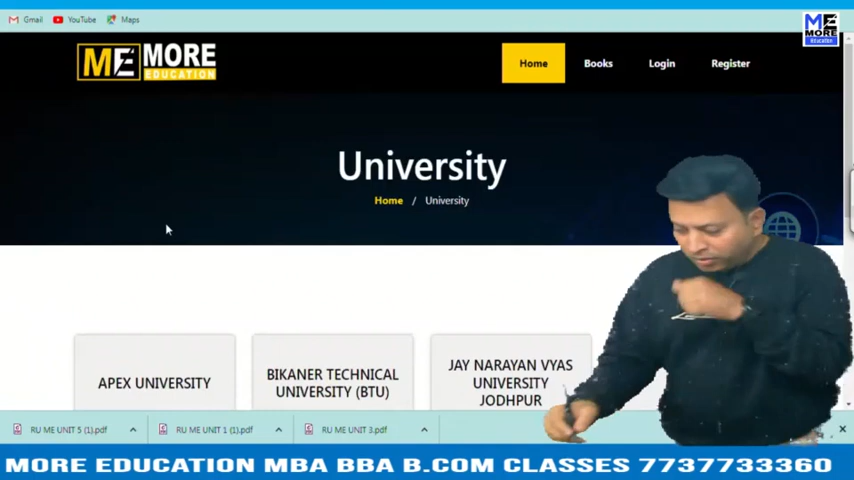 Gmail YouTube Maps
ME MORE Education
ME MORE EDUCATION
Home Books Login Register
University
Home / University
APEX UNIVERSITY
BIKANER TECHNICAL UNIVERSITY (BTU)
JAY NARAYAN VYAS UNIVERSITY JODHPUR
RU ME UNIT 5 (1).pdf RU ME UNIT 1 (1).pdf RU ME UNIT 3.pdf
MORE EDUCATION MBA BBA B.COM CLASSES 7737733360